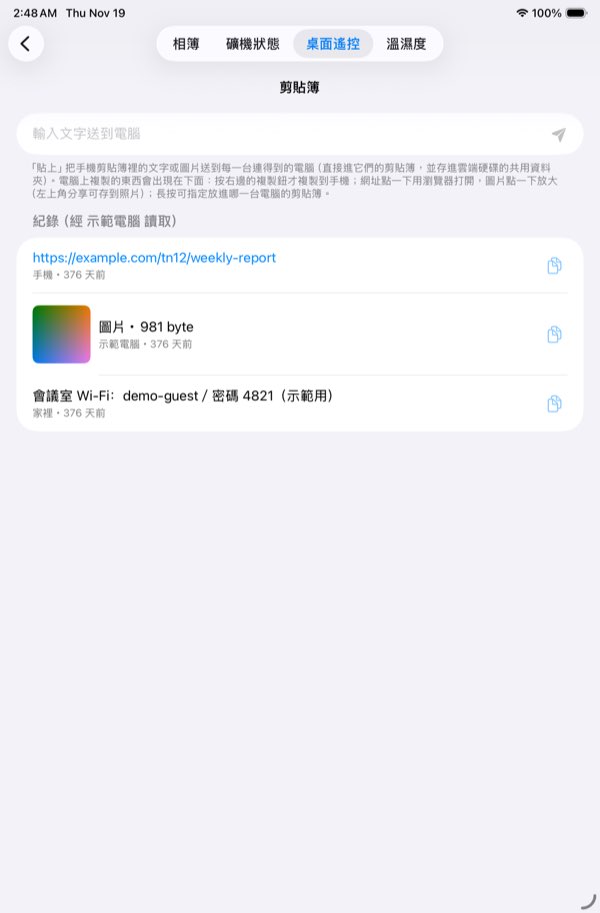 2:48 AM Thu Nov 19 100%
相簿 礦機狀態 桌面遙控 溫濕度
剪貼簿
輸入文字送到電腦
「貼上」把手機剪貼簿裡的文字或圖片送到每一台連得到的電腦（直接進它們的剪貼簿，並存進雲端硬碟的共用資料
夾）。電腦上複製的東西會出現在下面：按右邊的複製鈕才複製到手機；網址點一下用瀏覽器打開，圖片點一下放大
（左上角分享可存到照片）；長按可指定放進哪一台電腦的剪貼簿。
紀錄（經 示範電腦 讀取）
https://example.com/tn12/weekly-report
手機・376 天前
圖片・981 byte
示範電腦・376 天前
會議室 Wi-Fi：demo-guest / 密碼 4821（示範用）
家裡・376 天前